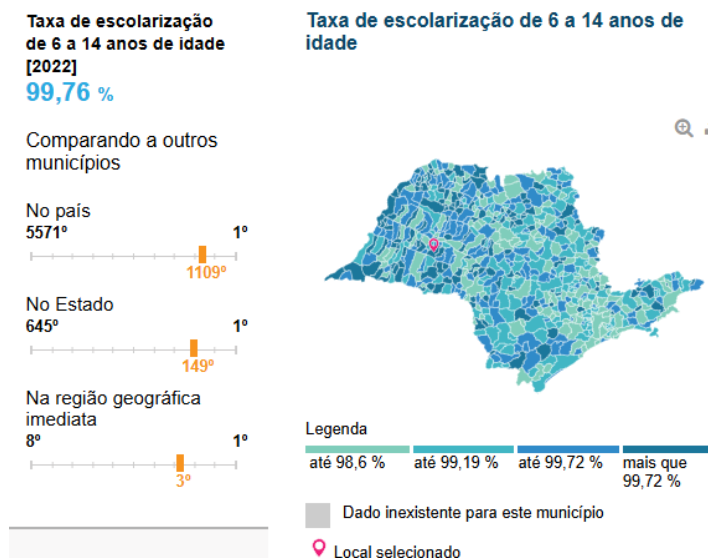 Taxa de escolarização
de 6 a 14 anos de idade
[2022]
99,76 %
Comparando a outros
municípios
No país
5571º 1º
1109º
No Estado
645º 1º
149º
Na região geográfica
imediata
8º 1º
3º
Taxa de escolarização de 6 a 14 anos de
idade
Legenda
até 98,6 % até 99,19 % até 99,72 % mais que
99,72 %
Dado inexistente para este município
Local selecionado